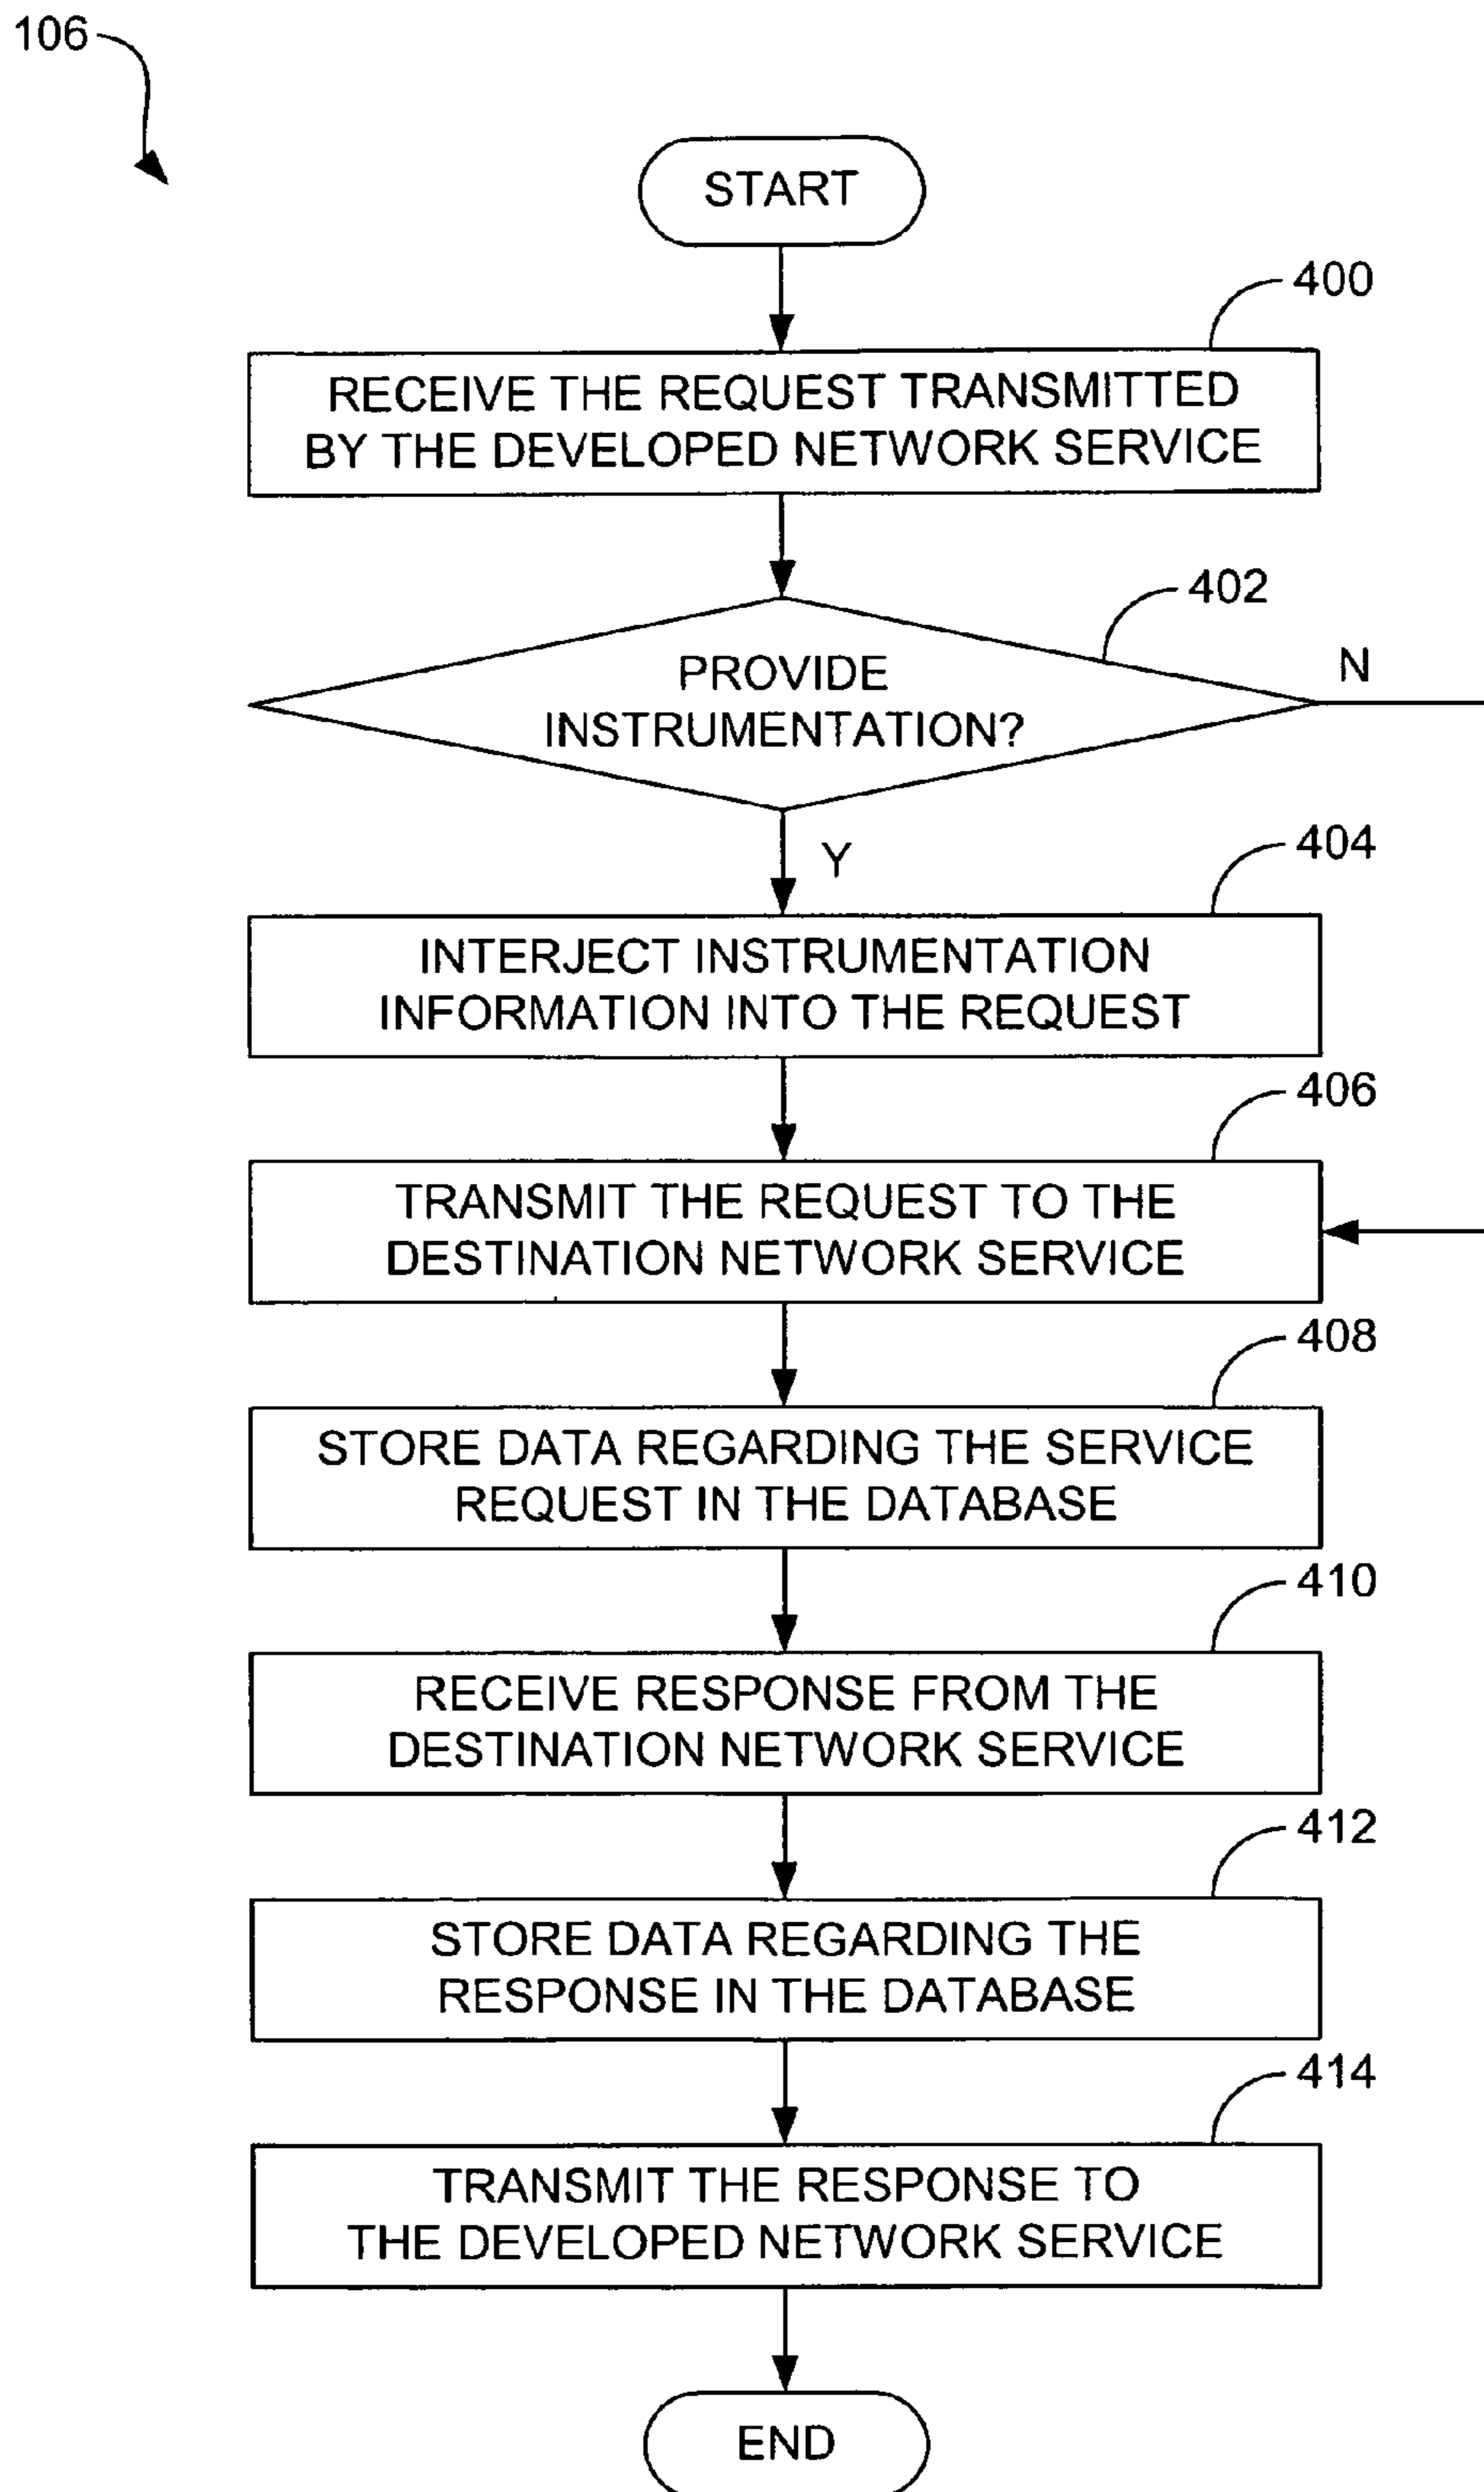 106
START
400
RECEIVE THE REQUEST TRANSMITTED
BY THE DEVELOPED NETWORK SERVICE
402
PROVIDE
INSTRUMENTATION?
N
Y
404
INTERJECT INSTRUMENTATION
INFORMATION INTO THE REQUEST
406
TRANSMIT THE REQUEST TO THE
DESTINATION NETWORK SERVICE
408
STORE DATA REGARDING THE SERVICE
REQUEST IN THE DATABASE
410
RECEIVE RESPONSE FROM THE
DESTINATION NETWORK SERVICE
412
STORE DATA REGARDING THE
RESPONSE IN THE DATABASE
414
TRANSMIT THE RESPONSE TO
THE DEVELOPED NETWORK SERVICE
END